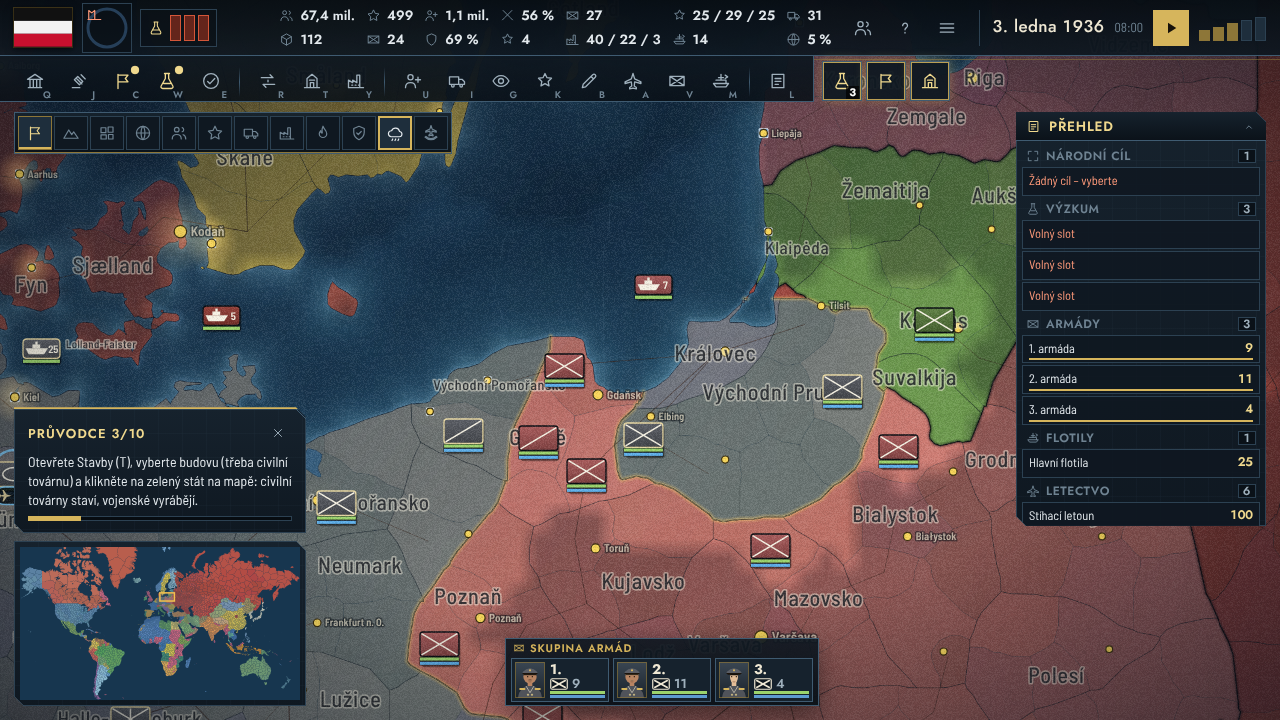 67,4 mil. 499 1,1 mil. 56 % 27 25 / 29 / 25 31
112 24 69 % 4 40 / 22 / 3 14 5 %
? 3. ledna 1936 08:00
Q J C W E R T Y U I G K B A V M L
3
Riga
Zemgale
Liepāja
Skåne
Aarhus
Žemaitija
Kodaň
Klaipėda
Sjælland
Fyn
7
5
Tilsit
25 Lolland-Falster
Královec
Východní Pomořansko
Východní Pru
Suvalkija
Kiel
Gdaňsk
Elbing
Grodn
Bialystok
Białystok
Toruň
Neumark
Kujavsko
Mazovsko
Poznaň
Poznaň
Frankfurt n. O.
Varšava
Polesí
Lužice
PŘEHLED
NÁRODNÍ CÍL 1
Žádný cíl – vyberte
VÝZKUM 3
Volný slot
Volný slot
Volný slot
ARMÁDY 3
1. armáda 9
2. armáda 11
3. armáda 4
FLOTILY 1
Hlavní flotila 25
LETECTVO 6
Stíhací letoun 100
PRŮVODCE 3/10
Otevřete Stavby (T), vyberte budovu (třeba civilní
továrnu) a klikněte na zelený stát na mapě: civilní
továrny staví, vojenské vyrábějí.
SKUPINA ARMÁD
1. 2. 3.
9 11 4